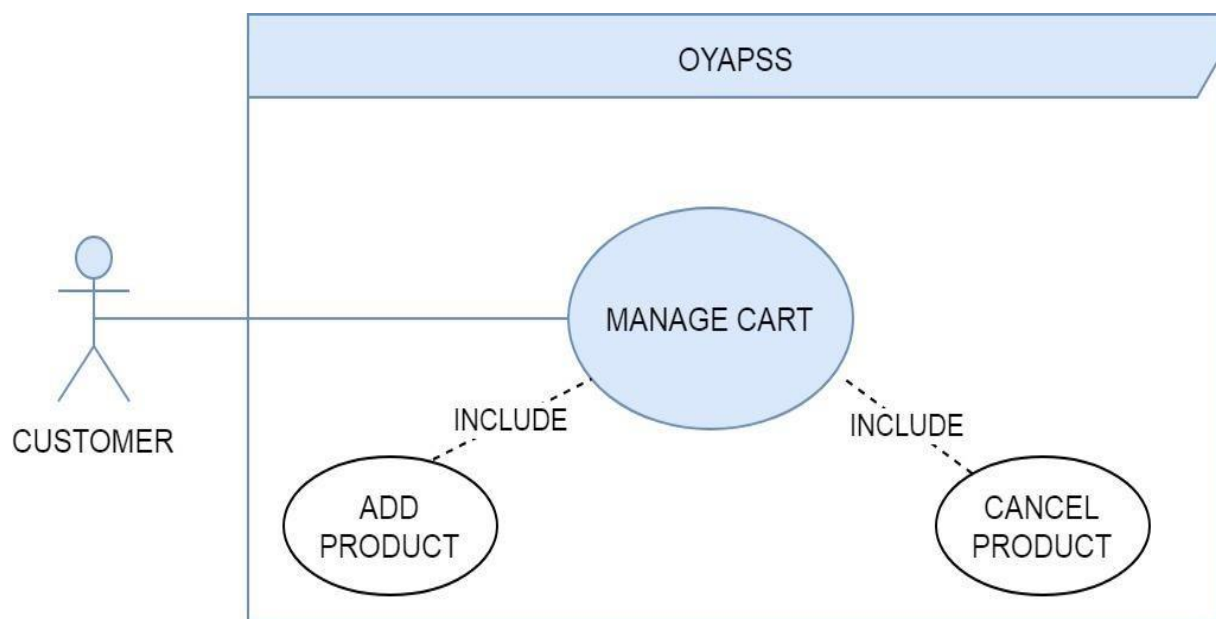 OYAPSS
MANAGE CART
INCLUDE
INCLUDE
CUSTOMER
ADD
PRODUCT
CANCEL
PRODUCT